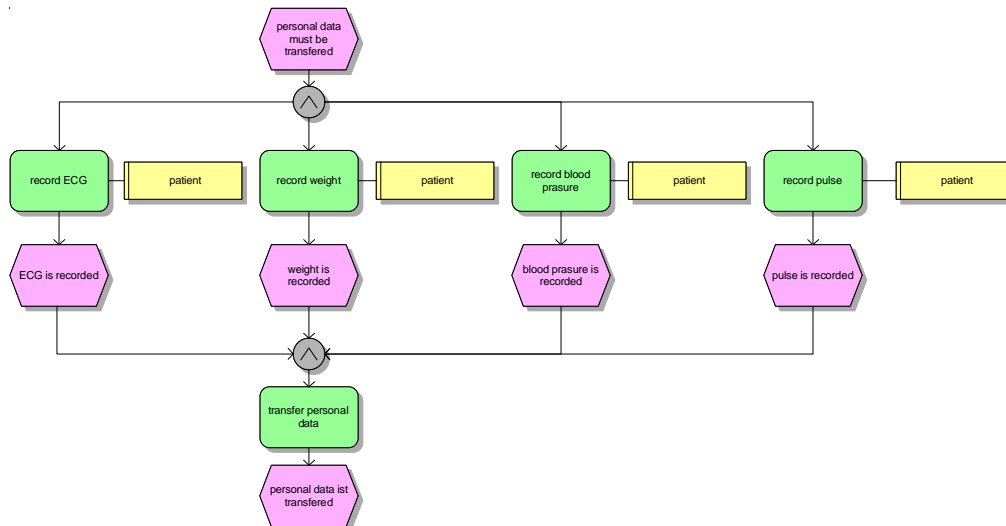 personal data
must be
transfered
record ECG
patient
record weight
patient
record blood
prasure
patient
record pulse
patient
ECG is recorded
weight is
recorded
blood prasure is
recorded
pulse is recorded
transfer personal
data
personal data ist
transfered